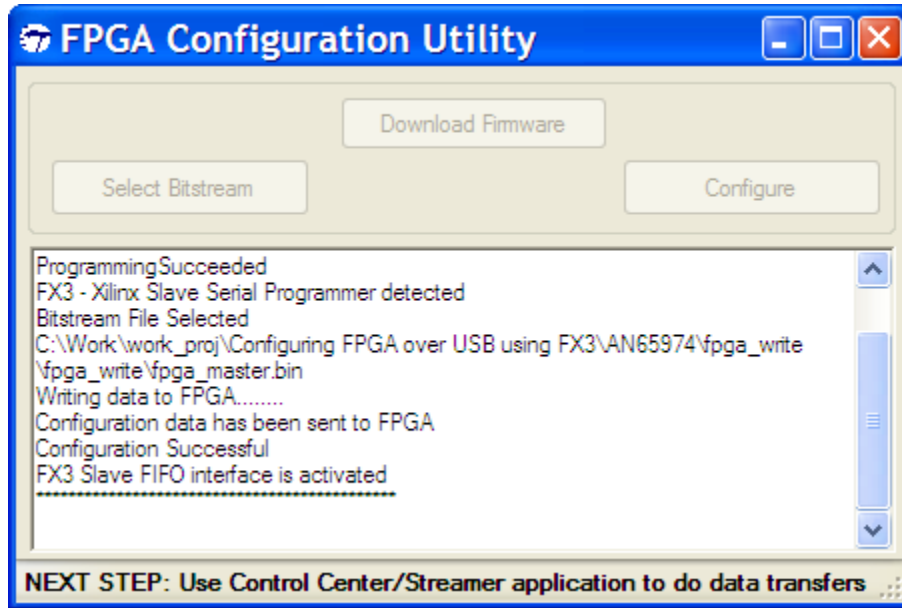 FPGA Configuration Utility
Download Firmware
Select Bitstream
Configure
ProgrammingSucceeded
FX3 - Xilinx Slave Serial Programmer detected
Bitstream File Selected
C:\Work\work_proj\Configuring FPGA over USB using FX3\AN65974\fpga_write
\fpga_write\fpga_master.bin
Writing data to FPGA........
Configuration data has been sent to FPGA
Configuration Successful
FX3 Slave FIFO interface is activated
NEXT STEP: Use Control Center/Streamer application to do data transfers